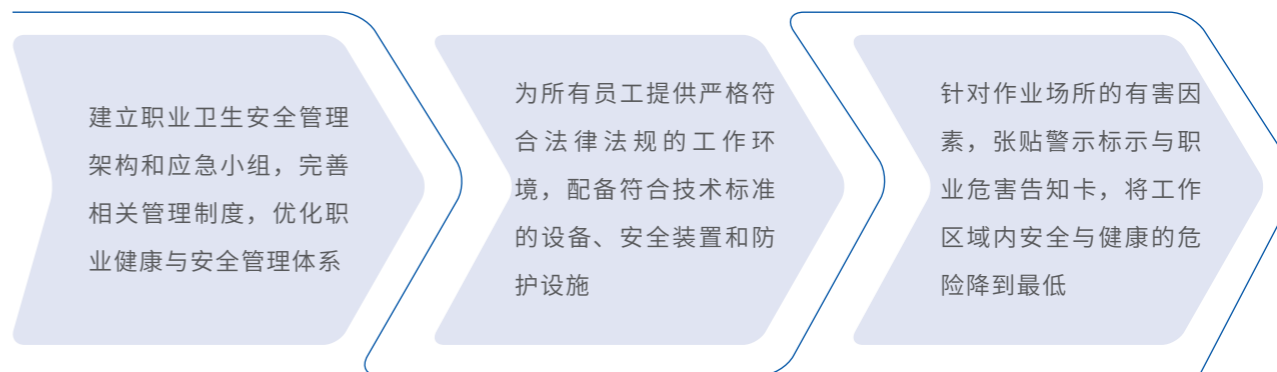 建立职业卫生安全管理
架构和应急小组，完善
相关管理制度，优化职
业健康与安全管理体系
为所有员工提供严格符
合法律法规的工作环
境，配备符合技术标准
的设备、安全装置和防
护设施
针对作业场所的有害因
素，张贴警示标示与职
业危害告知卡，将工作
区域内安全与健康的危
险降到最低